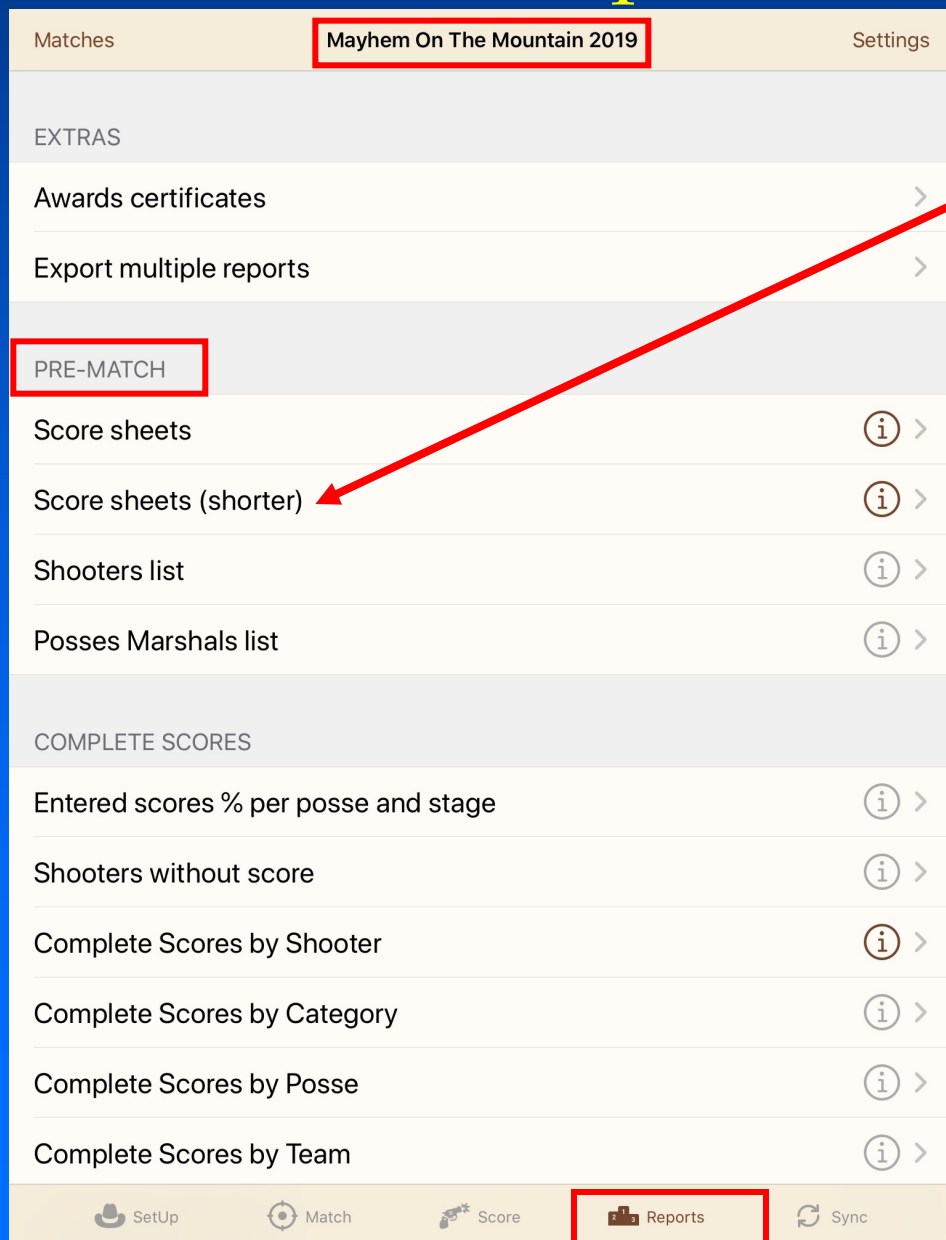 Matches Mayhem On The Mountain 2019 Settings
EXTRAS
Awards certificates
Export multiple reports
PRE-MATCH
Score sheets
Score sheets (shorter)
Shooters list
Posses Marshals list
COMPLETE SCORES
Entered scores % per posse and stage
Shooters without score
Complete Scores by Shooter
Complete Scores by Category
Complete Scores by Posse
Complete Scores by Team
SetUp Match Score Reports Sync